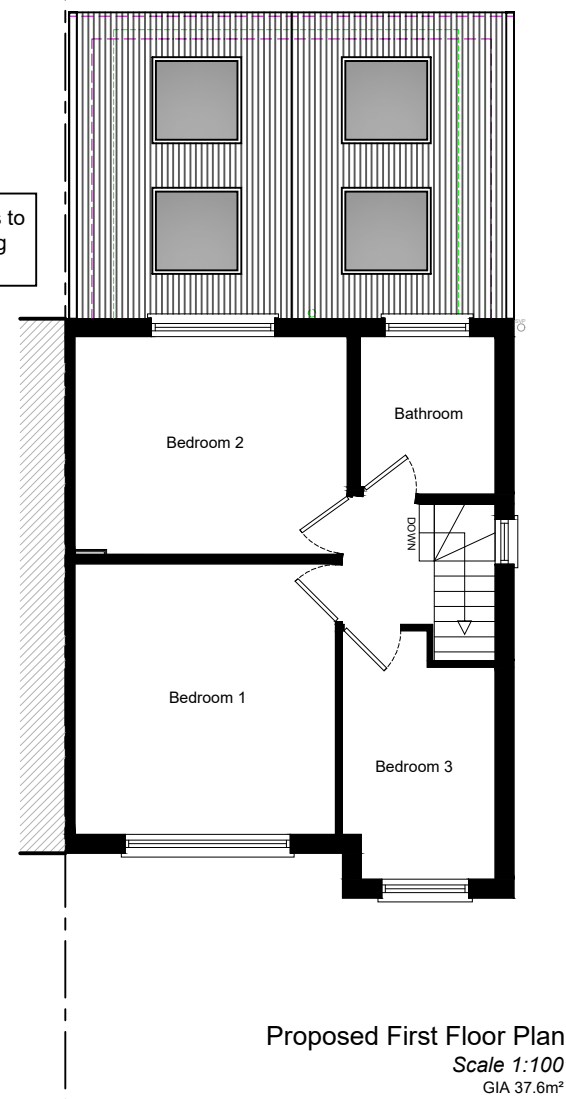 s to
g
Bedroom 2
Bathroom
DOWN
Bedroom 1
Bedroom 3
Proposed First Floor Plan
Scale 1:100
GIA 37.6m²